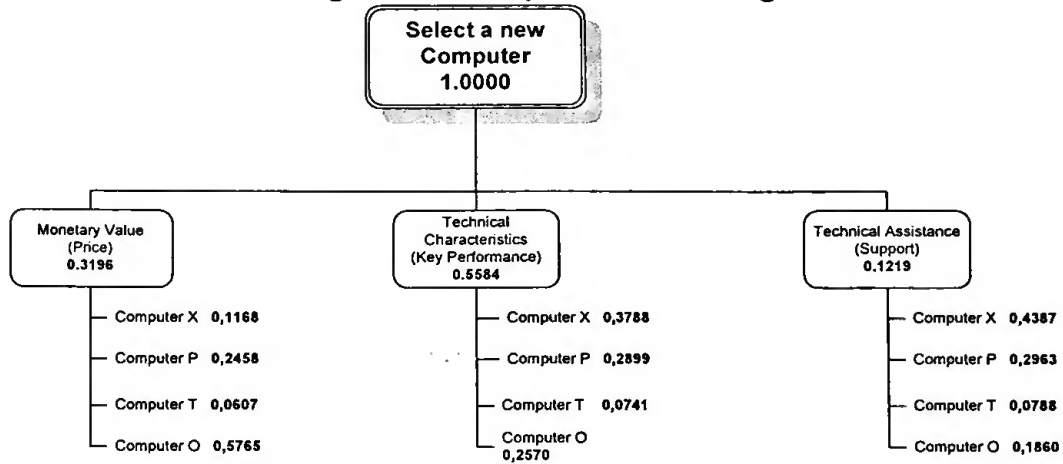 Select a new
Computer
1.0000
Monetary Value
(Price)
0.3196
Computer X 0,1168
Computer P 0,2458
Computer T 0,0607
Computer O 0,5765
Technical
Characteristics
(Key Performance)
0.5584
Computer X 0,3788
Computer P 0,2899
Computer T 0,0741
Computer O
0,2570
Technical Assistance
(Support)
0.1219
Computer X 0,4387
Computer P 0,2963
Computer T 0,0788
Computer O 0,1860